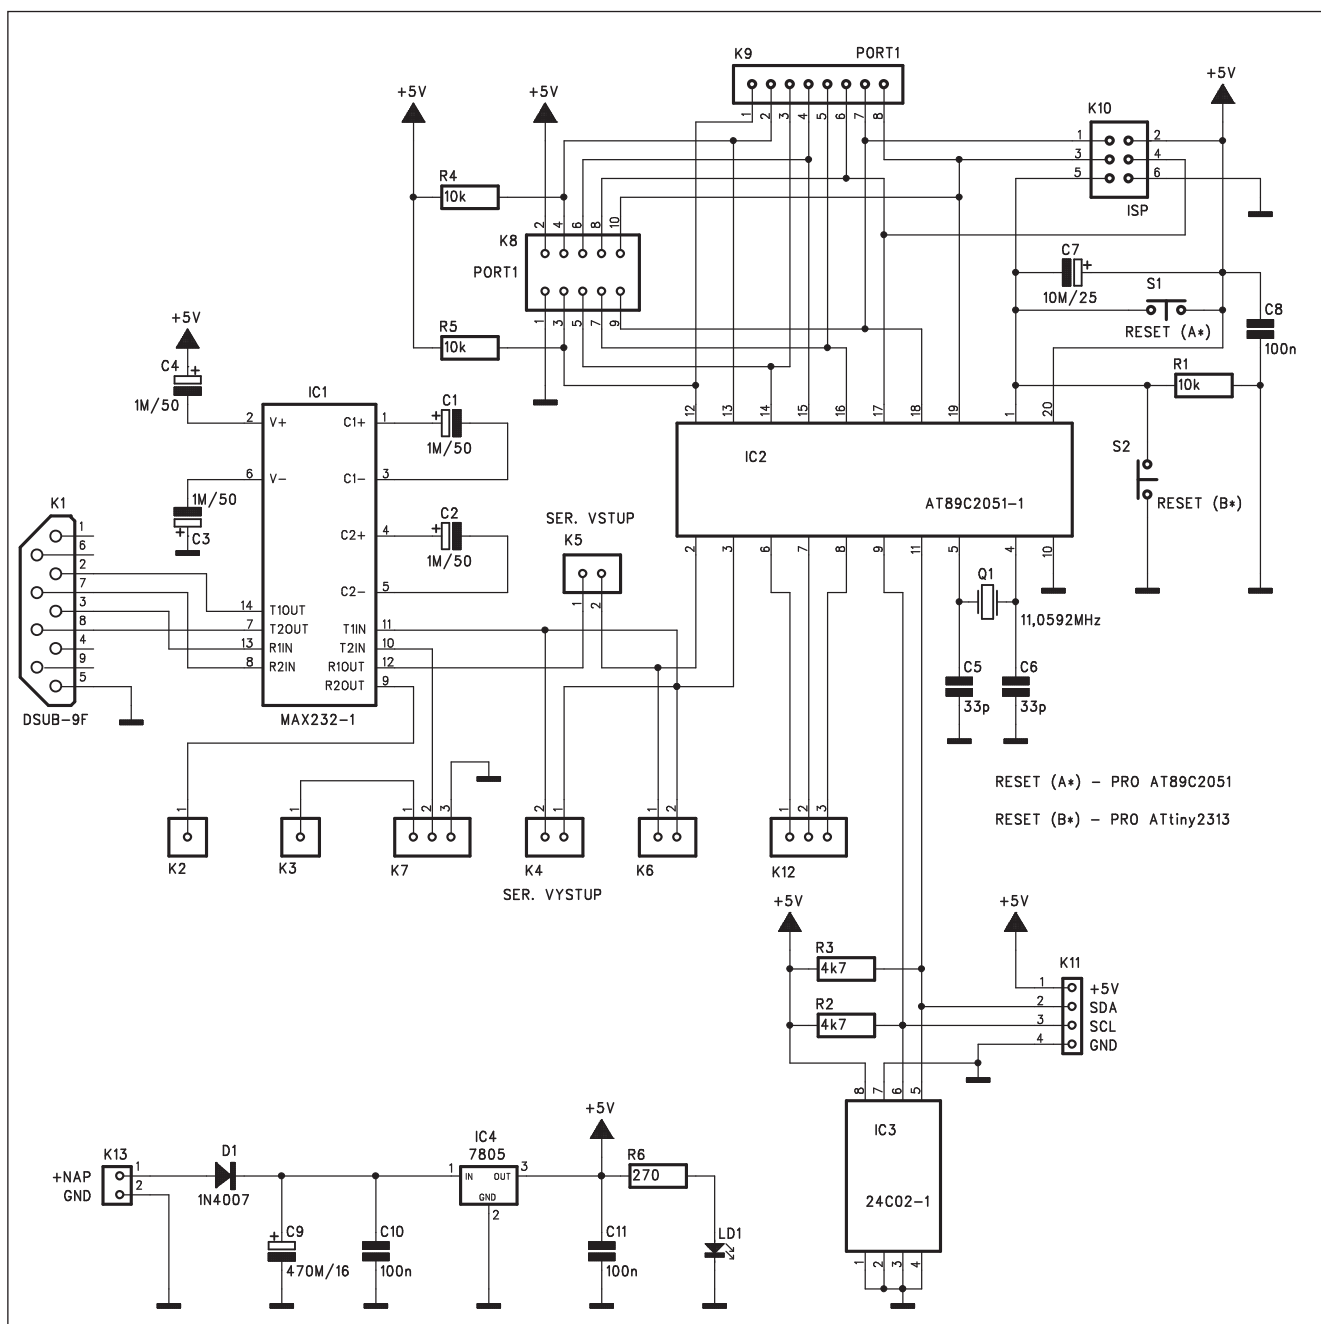 K9 PORT1
+5V
+5V
+5V
1 2 3 4 5 6 7 8
K10
1 2
3 4
5 6
ISP
R4
10k
2 4 6 8 10
K8
PORT1
1 3 5 7 9
C7
+
10M/25
S1
RESET (A*)
C8
100n
R5
10k
R1
10k
+5V
C4
+
1M/50
IC1
2 V+ C1+ 1
6 V- C1- 3
C2+ 4
C2- 5
14 T1OUT T1IN 11
7 T2OUT T2IN 10
13 R1IN R1OUT 12
8 R2IN R2OUT 9
MAX232-1
+ C1
1M/50
1M/50
+ C3
+ C2
1M/50
12 13 14 15 16 17 18 19 1 20
IC2
AT89C2051-1
2 3 6 7 8 9 11 5 4 10
S2
RESET (B*)
K1
1
6
2
7
3
8
4
9
5
DSUB-9F
SER. VSTUP
K5
1 2
Q1
11,0592MHz
C5
33p
C6
33p
RESET (A*) - PRO AT89C2051
RESET (B*) - PRO ATtiny2313
1
K2
1
K3
1 2 3
K7
2 1
K4
SER. VYSTUP
1 2
K6
1 2 3
K12
+5V
+5V
R3
4k7
R2
4k7
K11
1 +5V
2 SDA
3 SCL
4 GND
8 7 6 5
IC3
24C02-1
1 2 3 4
K13
+NAP 1
GND 2
D1
1N4007
+ C9
470M/16
C10
100n
IC4
7805
1 IN OUT 3
GND
2
+5V
R6
270
C11
100n
LD1